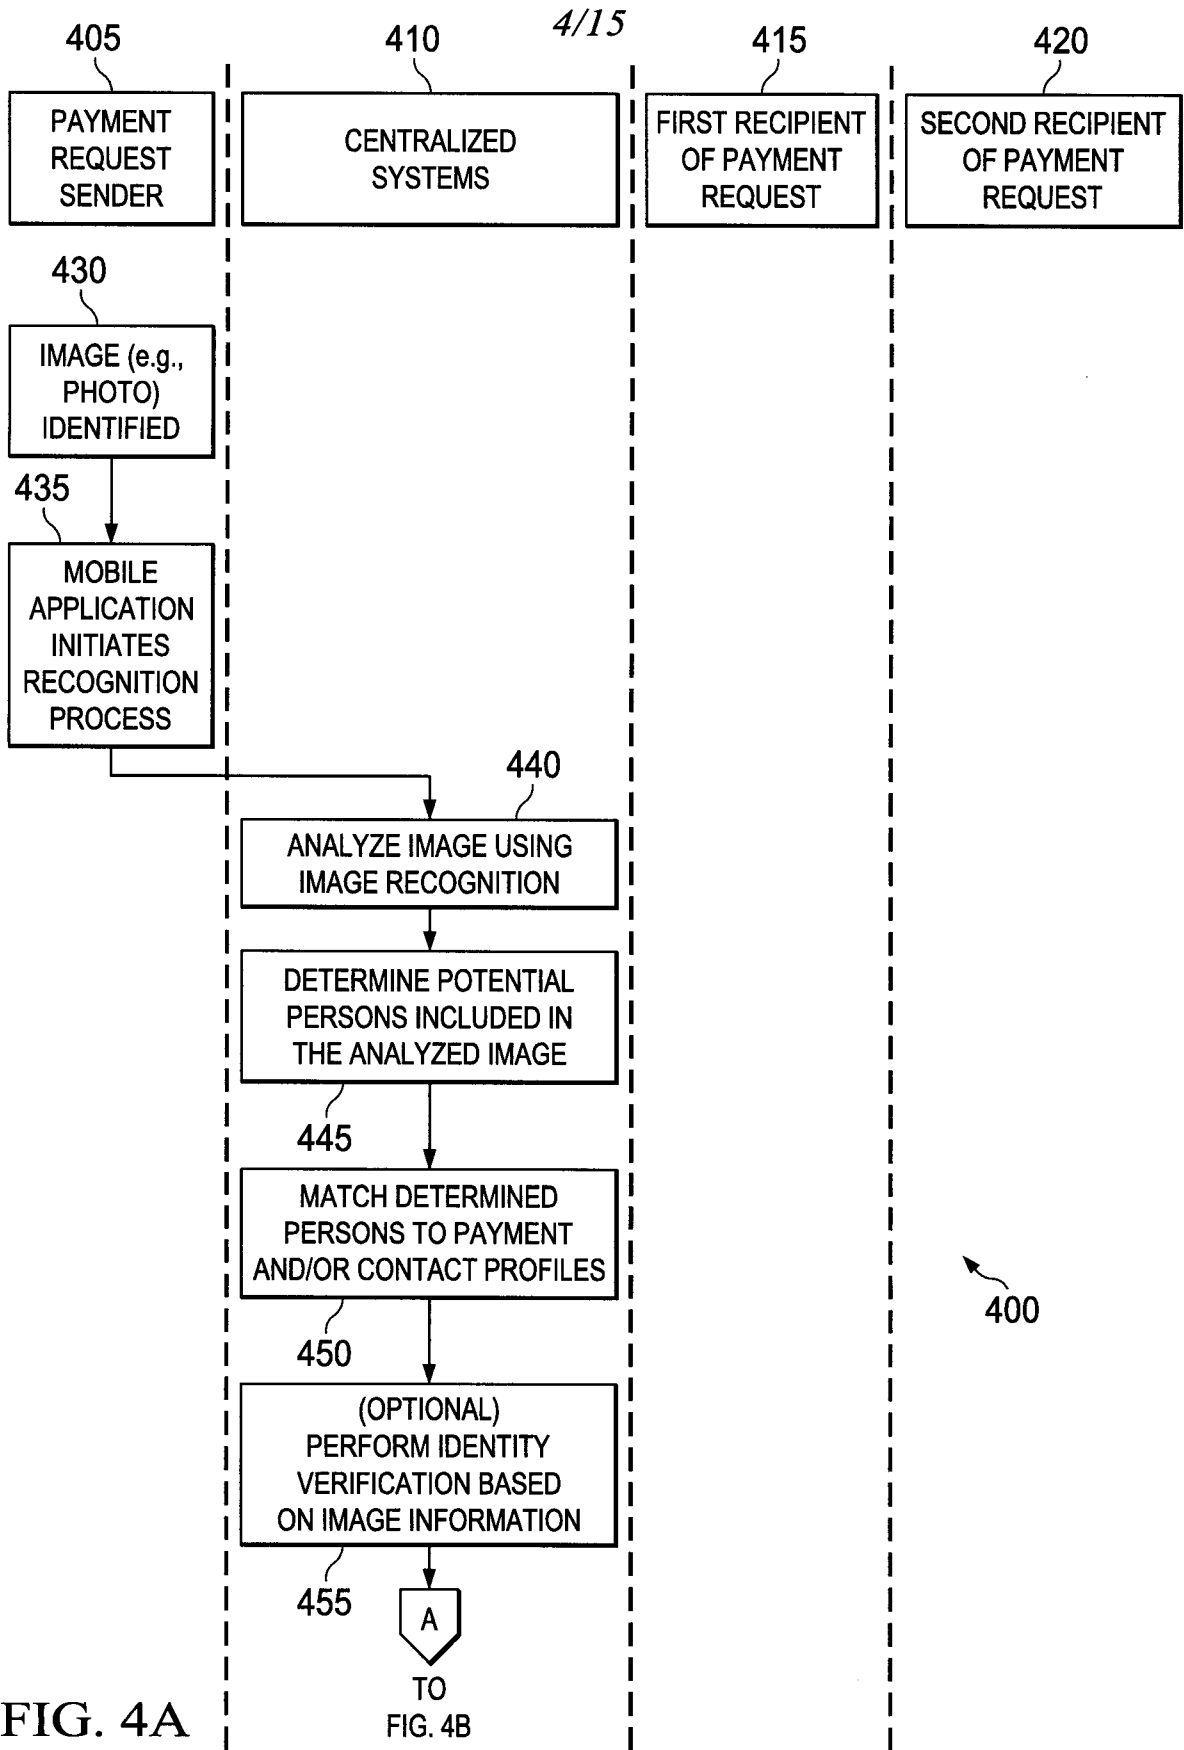 4/15
405
410
415
420
PAYMENT
REQUEST
SENDER
CENTRALIZED
SYSTEMS
FIRST RECIPIENT
OF PAYMENT
REQUEST
SECOND RECIPIENT
OF PAYMENT
REQUEST
430
IMAGE (e.g.,
PHOTO)
IDENTIFIED
435
MOBILE
APPLICATION
INITIATES
RECOGNITION
PROCESS
440
ANALYZE IMAGE USING
IMAGE RECOGNITION
DETERMINE POTENTIAL
PERSONS INCLUDED IN
THE ANALYZED IMAGE
445
MATCH DETERMINED
PERSONS TO PAYMENT
AND/OR CONTACT PROFILES
450
400
(OPTIONAL)
PERFORM IDENTITY
VERIFICATION BASED
ON IMAGE INFORMATION
455
A
TO
FIG. 4B
FIG. 4A